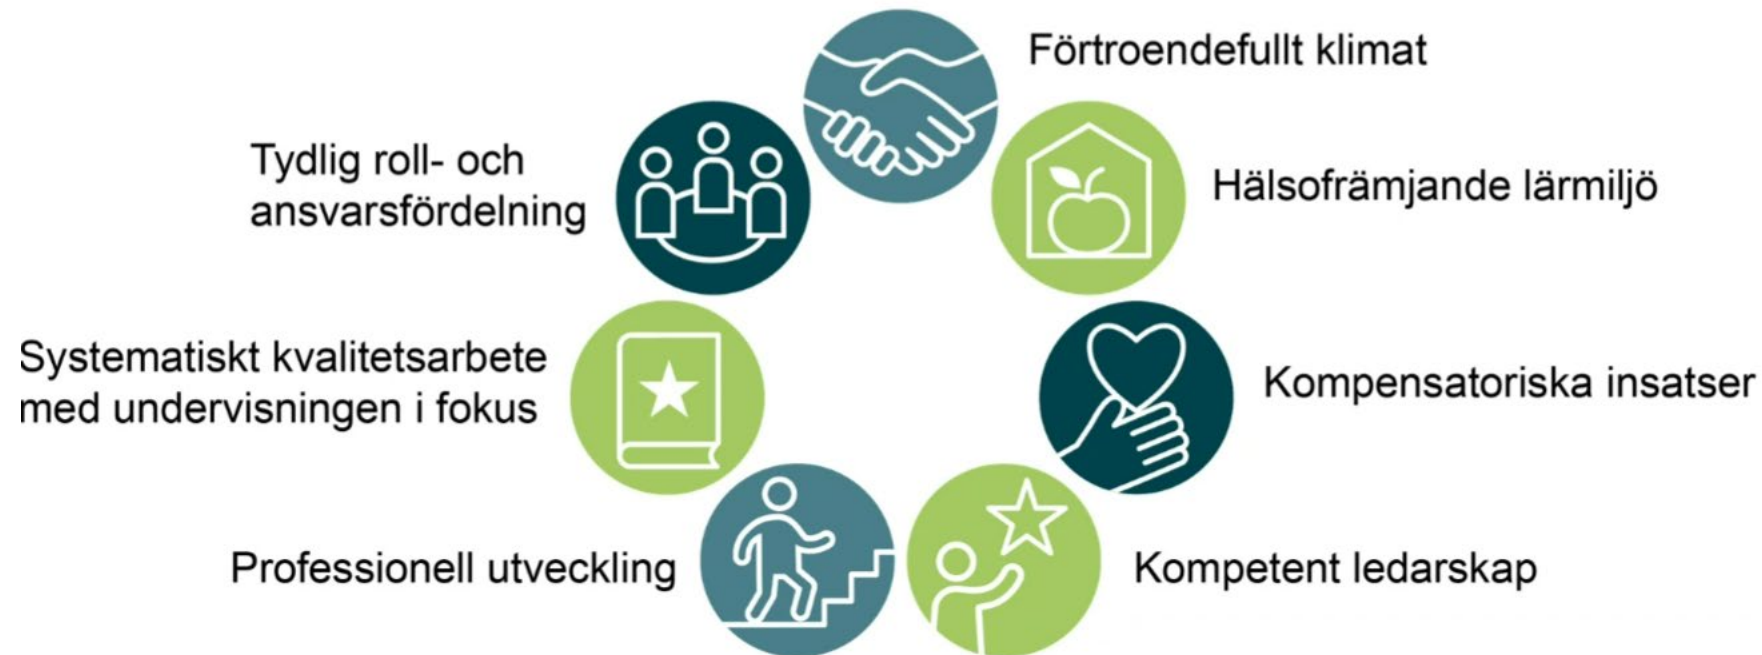 Förtroendefullt klimat
Hälsofrämjande lärmiljö
Kompensatoriska insatser
Kompetent ledarskap
Professionell utveckling
Systematiskt kvalitetsarbete
med undervisningen i fokus
Tydlig roll- och
ansvarsfördelning